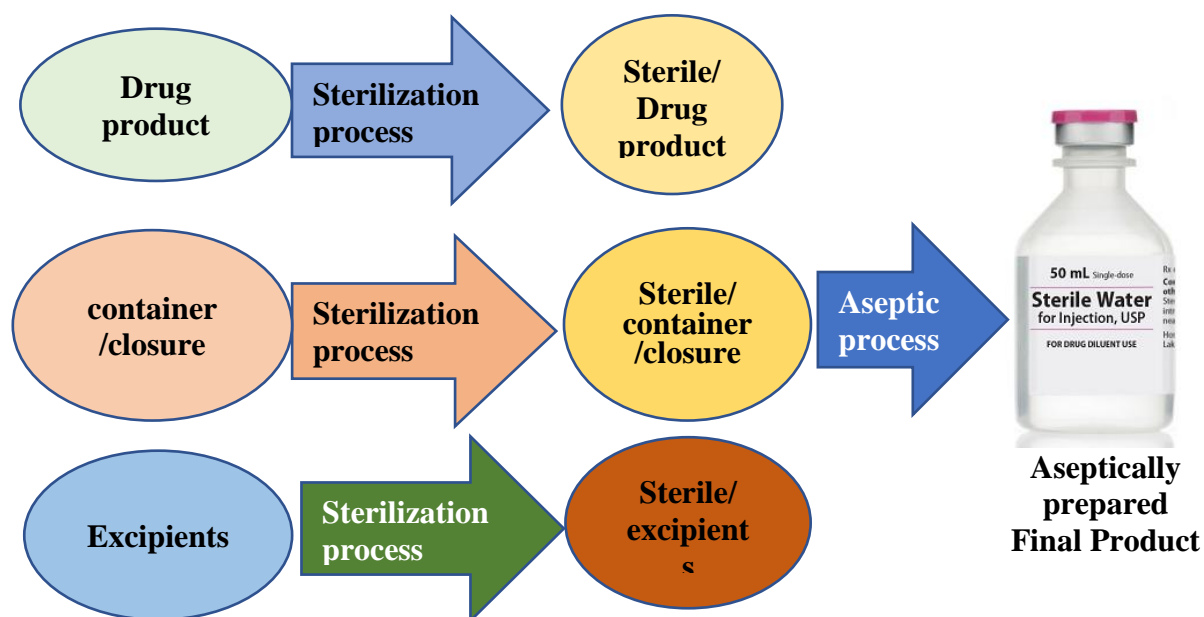 Drug
product
Sterilization
process
Sterile/
Drug
product
container
/closure
Sterilization
process
Sterile/
container
/closure
Aseptic
process
50 mL Single-dose
Sterile Water
for Injection, USP
FOR DRUG DILUENT USE
Excipients
Sterilization
process
Sterile/
excipient
s
Aseptically
prepared
Final Product